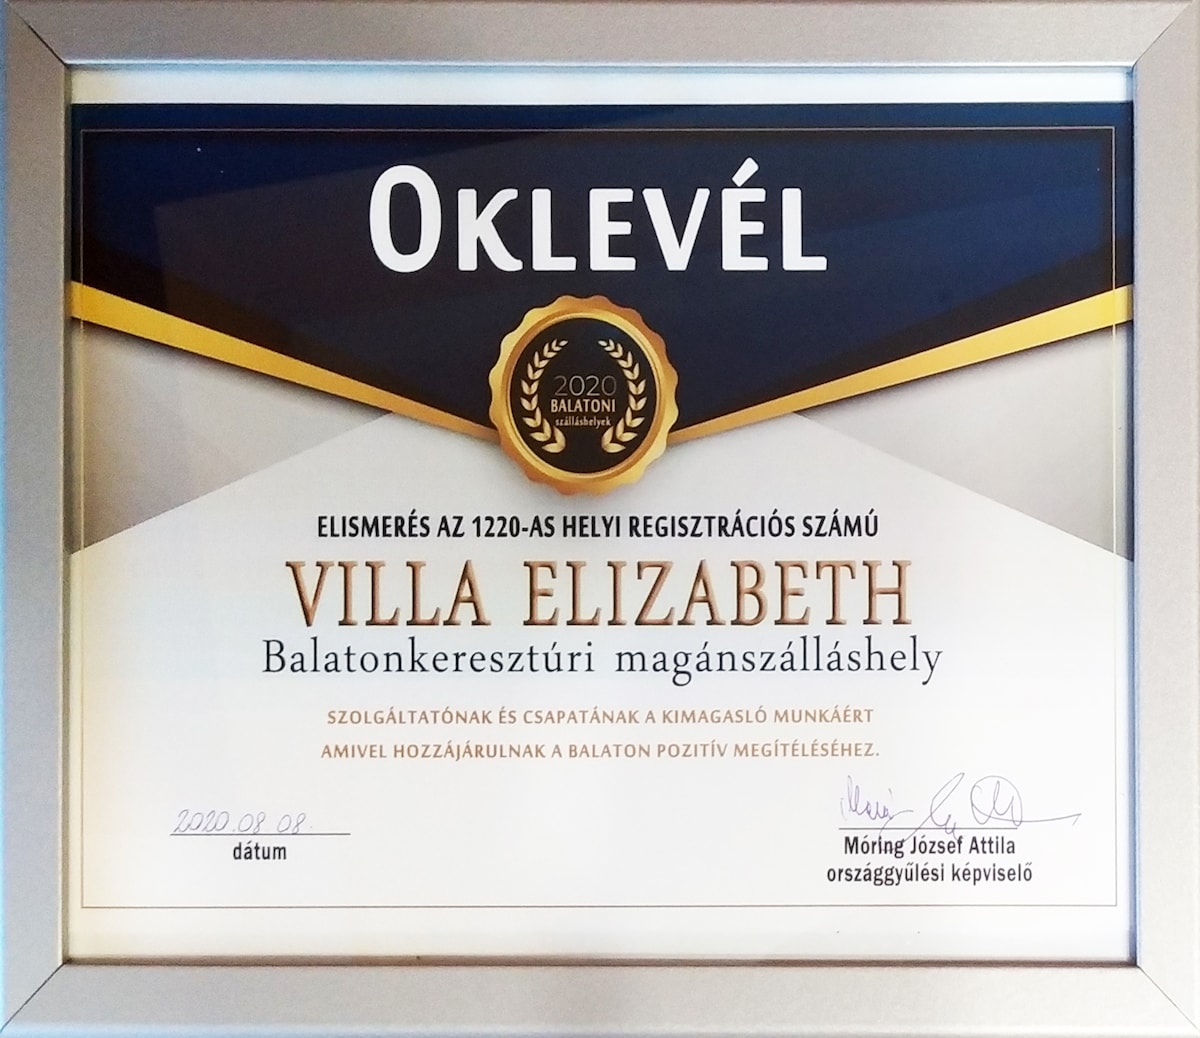 OKLEVÉL
2020
BALATONI
szálláshelyek
ELISMERÉS AZ 1220-AS HELYI REGISZTRÁCIÓS SZÁMÚ
VILLA ELIZABETH
Balatonkeresztúri magánszálláshely
SZOLGÁLTATÓNAK ÉS CSAPATÁNAK A KIMAGASLÓ MUNKÁÉRT
AMIVEL HOZZÁJÁRULNAK A BALATON POZITÍV MEGÍTÉLÉSÉHEZ.
2020.08.08.
dátum
Móring József Attila
országgyűlési képviselő